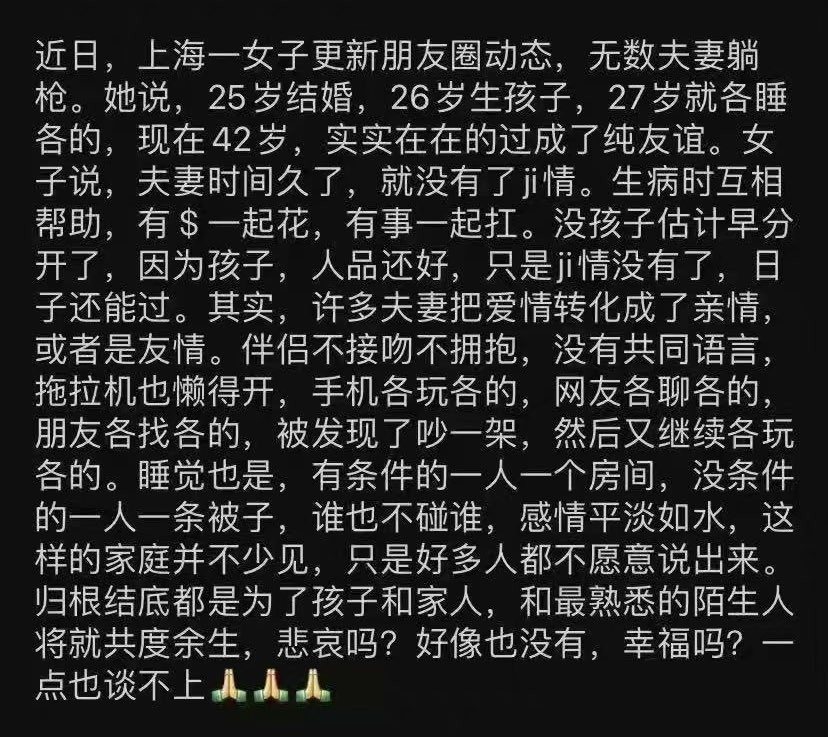 近日，上海一女子更新朋友圈动态，无数夫妻躺
枪。她说，25岁结婚，26岁生孩子，27岁就各睡
各的，现在42岁，实实在在的过成了纯友谊。女
子说，夫妻时间久了，就没有了ji情。生病时互相
帮助，有$一起花，有事一起扛。没孩子估计早分
开了，因为孩子，人品还好，只是ji情没有了，日
子还能过。其实，许多夫妻把爱情转化成了亲情，
或者是友情。伴侣不接吻不拥抱，没有共同语言，
拖拉机也懒得开，手机各玩各的，网友各聊各的，
朋友各找各的，被发现了吵一架，然后又继续各玩
各的。睡觉也是，有条件的一人一个房间，没条件
的一人一条被子，谁也不碰谁，感情平淡如水，这
样的家庭并不少见，只是好多人都不愿意说出来。
归根结底都是为了孩子和家人，和最熟悉的陌生人
将就共度余生，悲哀吗？好像也没有，幸福吗？一
点也谈不上🙏🙏🙏